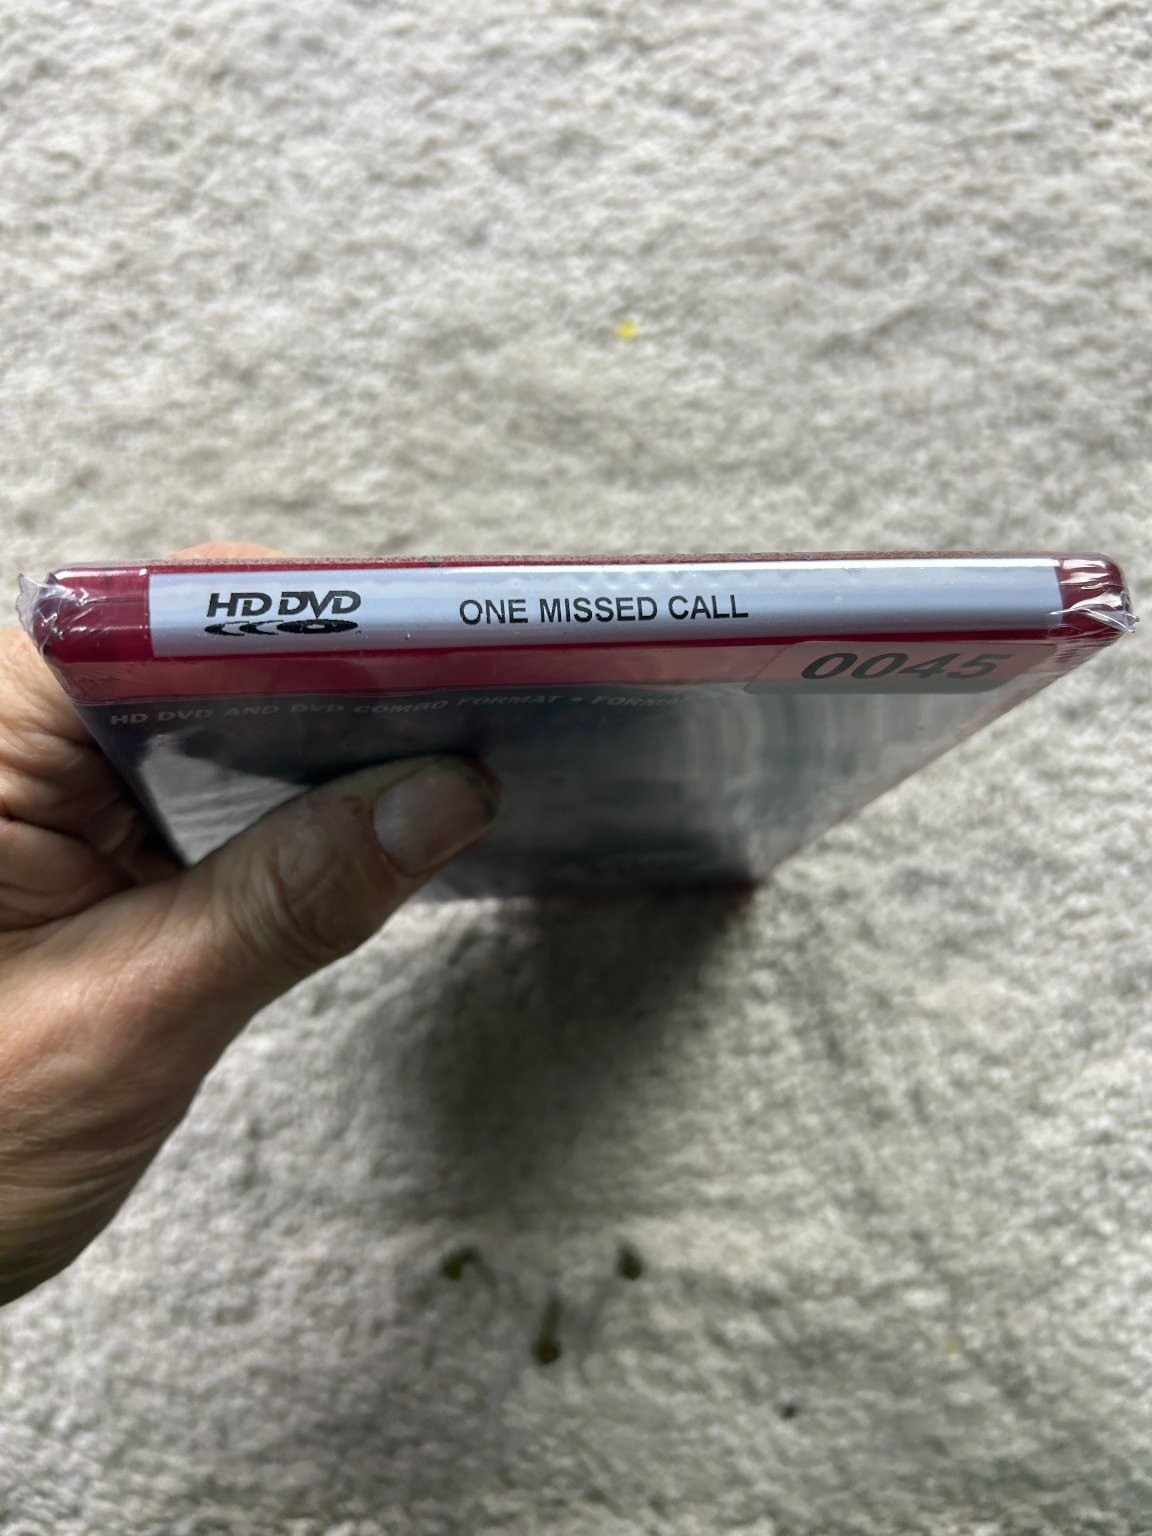 HD DVD
ONE MISSED CALL
0045
HD DVD AND DVD COMBO FORMAT •